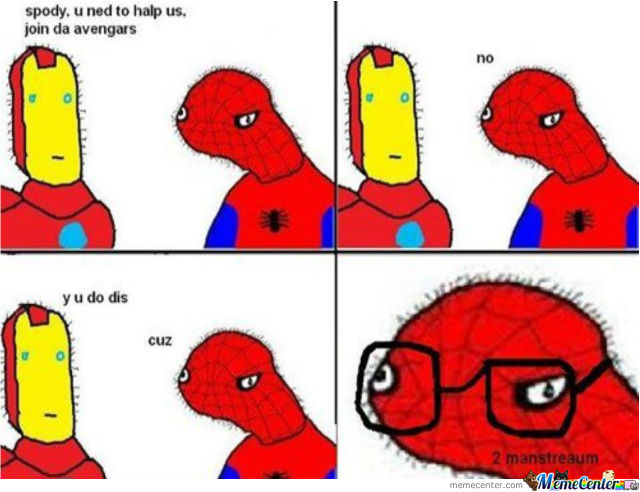 spody, u ned to halp us,
join da avengars
no
y u do dis
cuz
2 manstreaum
memecenter.com MemeCenter